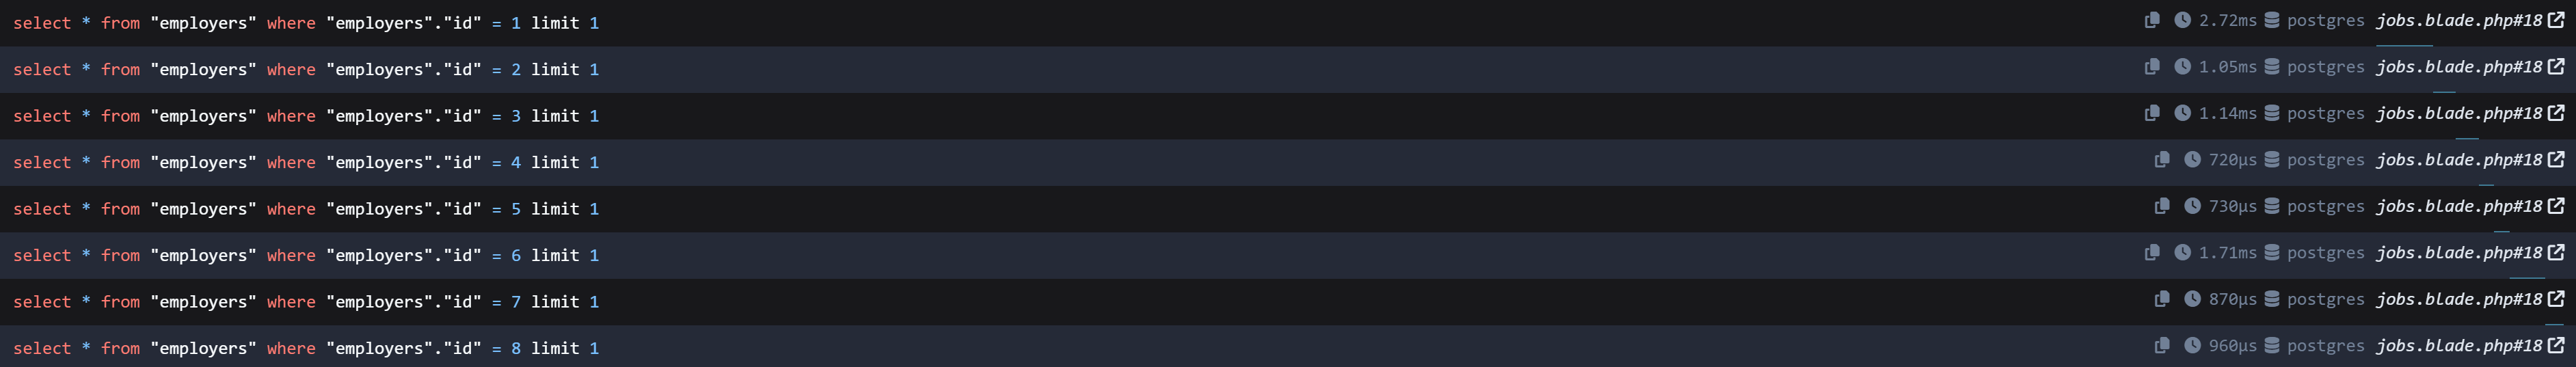 select * from "employers" where "employers"."id" = 1 limit 1 2.72ms postgres jobs.blade.php#18
select * from "employers" where "employers"."id" = 2 limit 1 1.05ms postgres jobs.blade.php#18
select * from "employers" where "employers"."id" = 3 limit 1 1.14ms postgres jobs.blade.php#18
select * from "employers" where "employers"."id" = 4 limit 1 720μs postgres jobs.blade.php#18
select * from "employers" where "employers"."id" = 5 limit 1 730μs postgres jobs.blade.php#18
select * from "employers" where "employers"."id" = 6 limit 1 1.71ms postgres jobs.blade.php#18
select * from "employers" where "employers"."id" = 7 limit 1 870μs postgres jobs.blade.php#18
select * from "employers" where "employers"."id" = 8 limit 1 960μs postgres jobs.blade.php#18